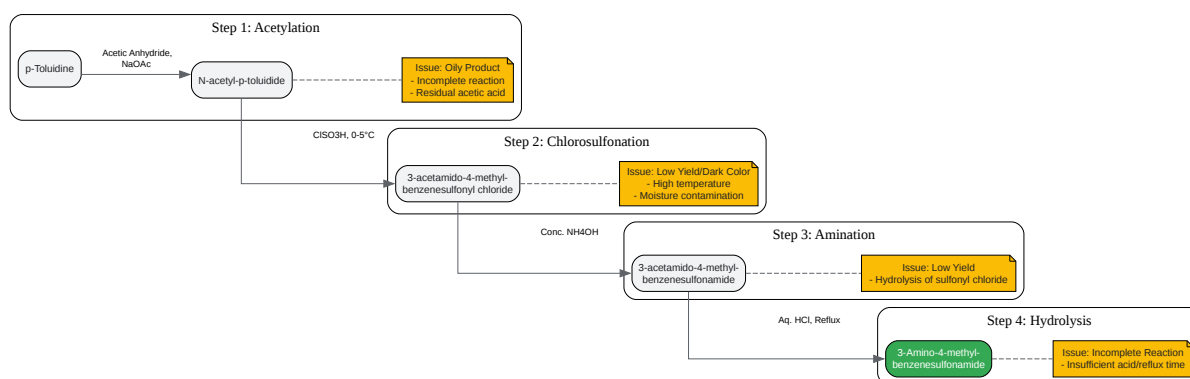 Step 1: Acetylation
p-Toluidine
Acetic Anhydride,
NaOAc
N-acetyl-p-toluidide
Issue: Oily Product
- Incomplete reaction
- Residual acetic acid
ClSO3H, 0-5°C
Step 2: Chlorosulfonation
3-acetamido-4-methyl-
benzenesulfonyl chloride
Issue: Low Yield/Dark Color
- High temperature
- Moisture contamination
Conc. NH4OH
Step 3: Amination
3-acetamido-4-methyl-
benzenesulfonamide
Issue: Low Yield
- Hydrolysis of sulfonyl chloride
Aq. HCl, Reflux
Step 4: Hydrolysis
3-Amino-4-methyl-
benzenesulfonamide
Issue: Incomplete Reaction
- Insufficient acid/reflux time